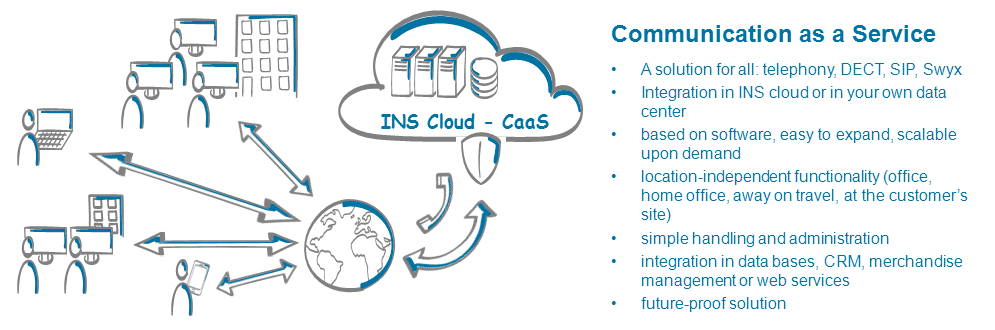 INS Cloud - CaaS
Communication as a Service
• A solution for all: telephony, DECT, SIP, Swyx
• Integration in INS cloud or in your own data
center
• based on software, easy to expand, scalable
upon demand
• location-independent functionality (office,
home office, away on travel, at the customer's
site)
• simple handling and administration
• integration in data bases, CRM, merchandise
management or web services
• future-proof solution